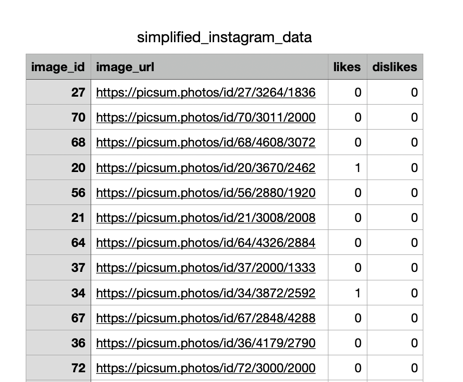 simplified_instagram_data
image_id image_url likes dislikes
27 https://picsum.photos/id/27/3264/1836 0 0
70 https://picsum.photos/id/70/3011/2000 0 0
68 https://picsum.photos/id/68/4608/3072 0 0
20 https://picsum.photos/id/20/3670/2462 1 0
56 https://picsum.photos/id/56/2880/1920 0 0
21 https://picsum.photos/id/21/3008/2008 0 0
64 https://picsum.photos/id/64/4326/2884 0 0
37 https://picsum.photos/id/37/2000/1333 0 0
34 https://picsum.photos/id/34/3872/2592 1 0
67 https://picsum.photos/id/67/2848/4288 0 0
36 https://picsum.photos/id/36/4179/2790 0 0
72 https://picsum.photos/id/72/3000/2000 0 0